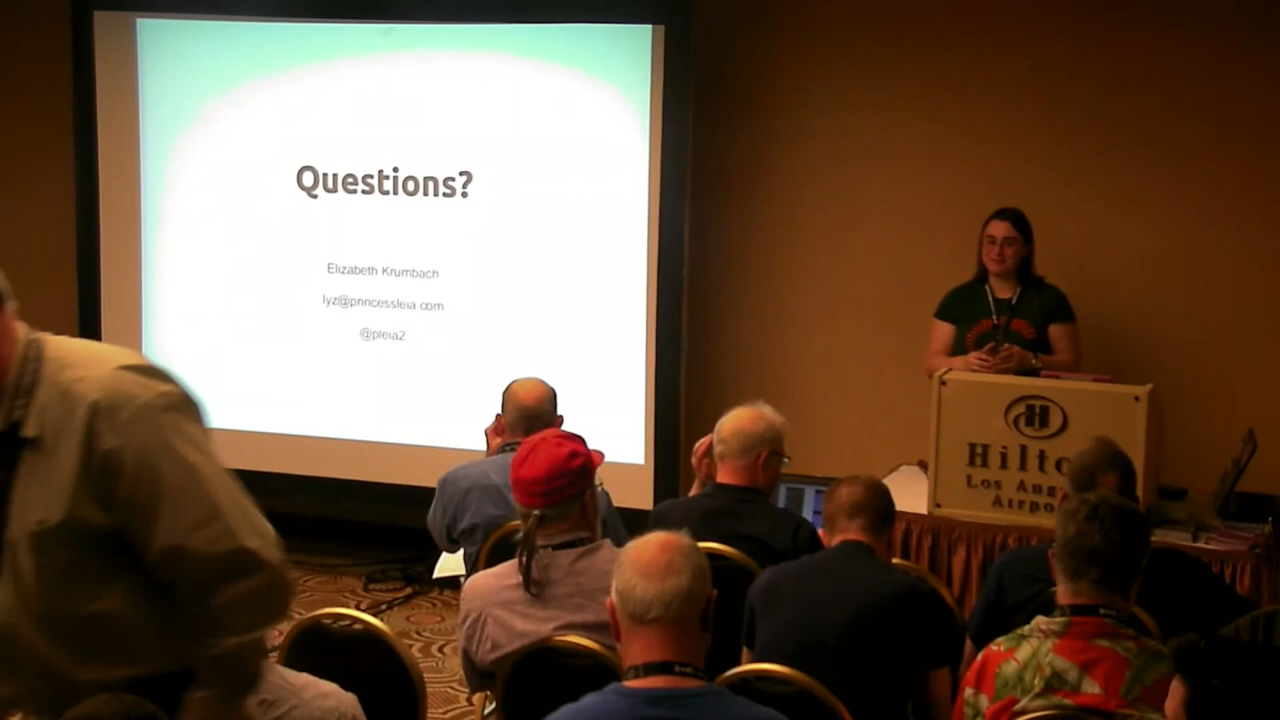 Questions?
Elizabeth Krumbach
lyz@princessleia.com
@pleia2
H
Hilto
Los Ang
Airpo